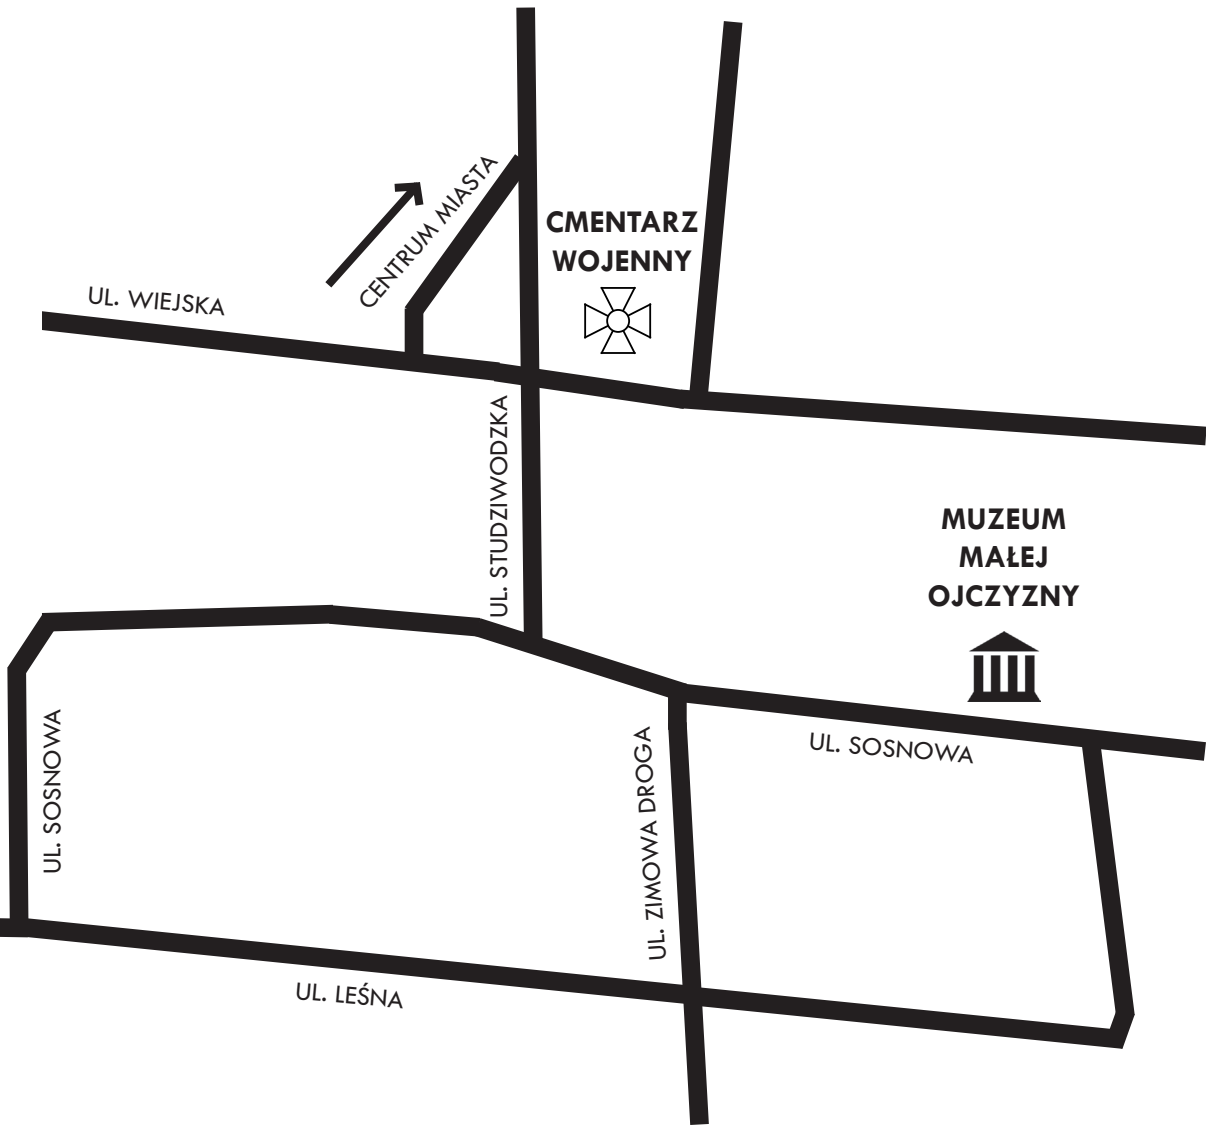 CENTRUM MIASTA
CMENTARZ
WOJENNY
UL. WIEJSKA
UL. STUDZIWODZKA
MUZEUM
MAŁEJ
OJCZYZNY
UL. SOSNOWA
UL. ZIMOWA DROGA
UL. SOSNOWA
UL. LEŚNA